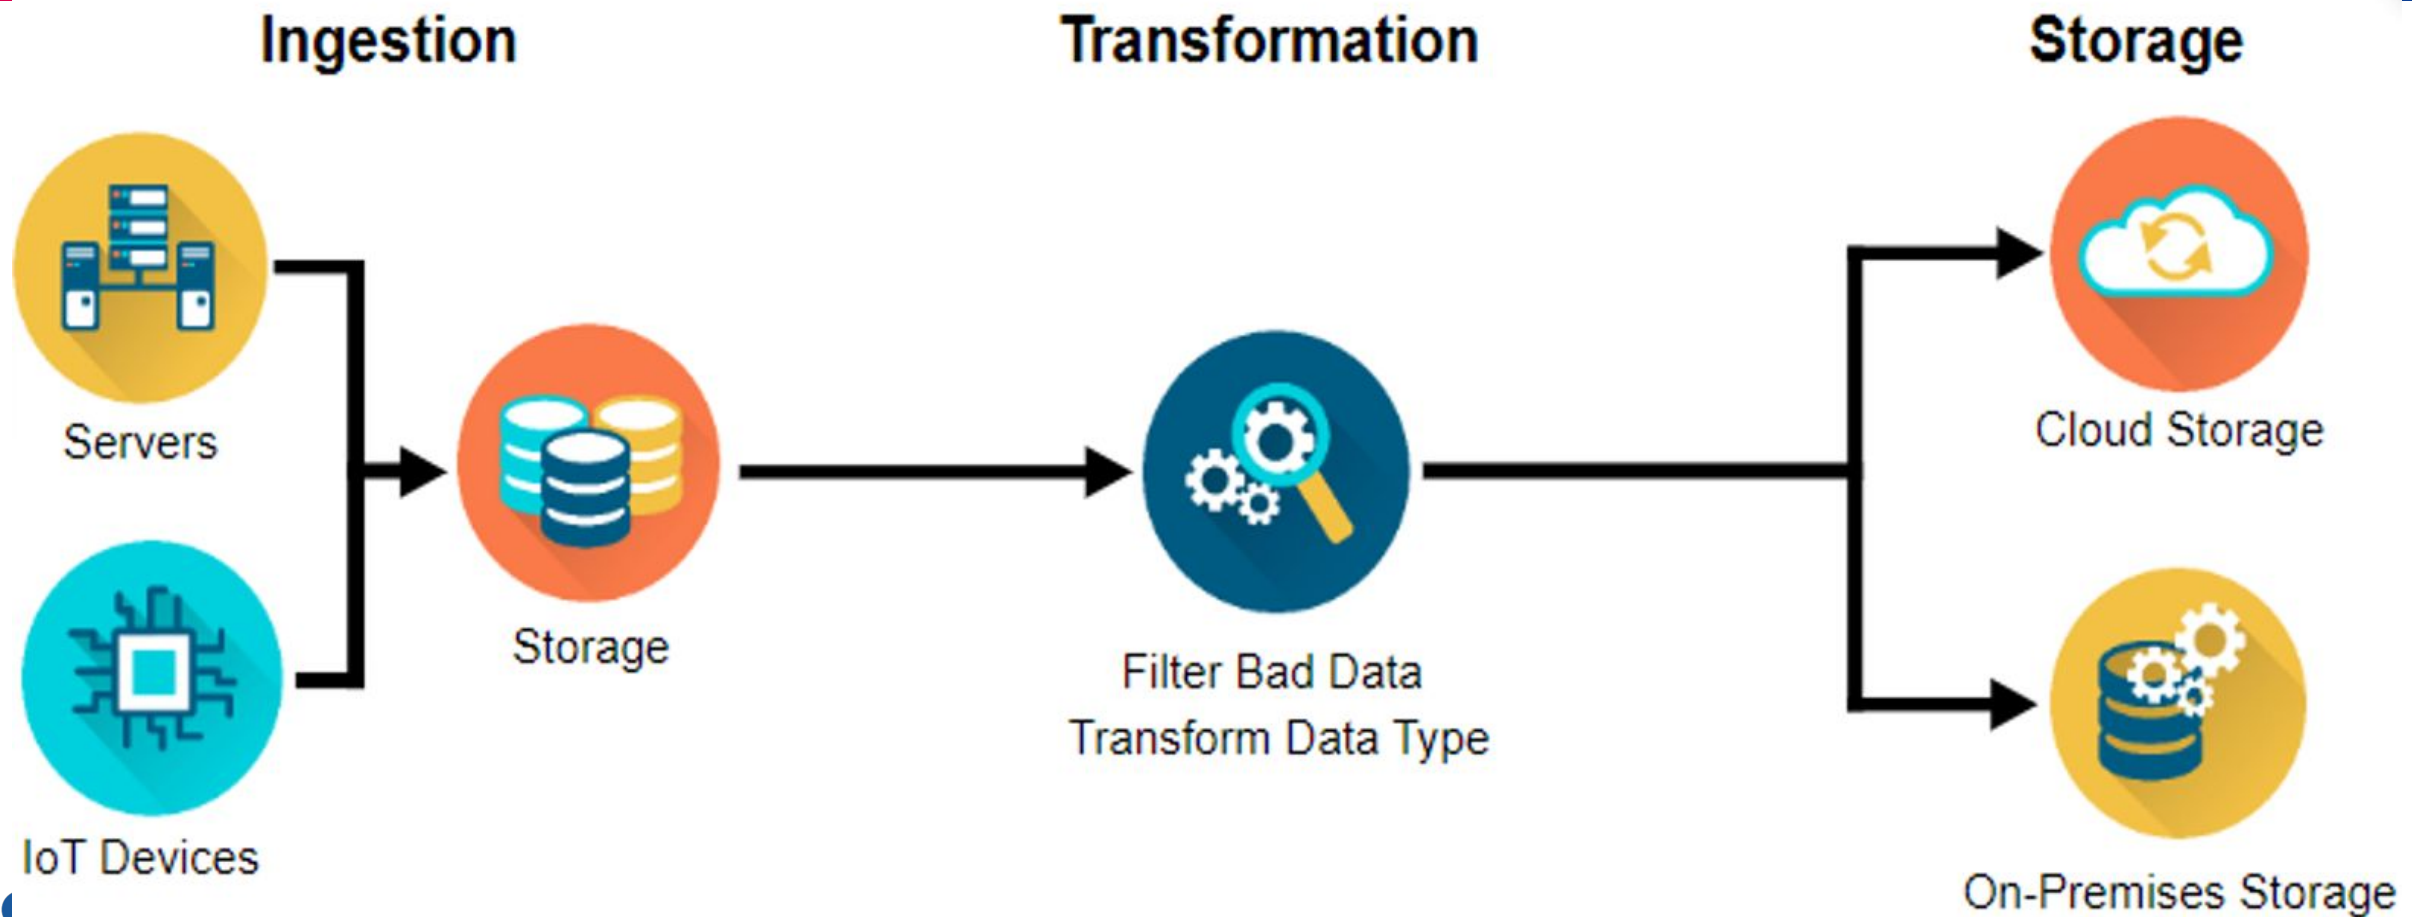 Ingestion
Transformation
Storage
Servers
Cloud Storage
Storage
Filter Bad Data
Transform Data Type
IoT Devices
On-Premises Storage